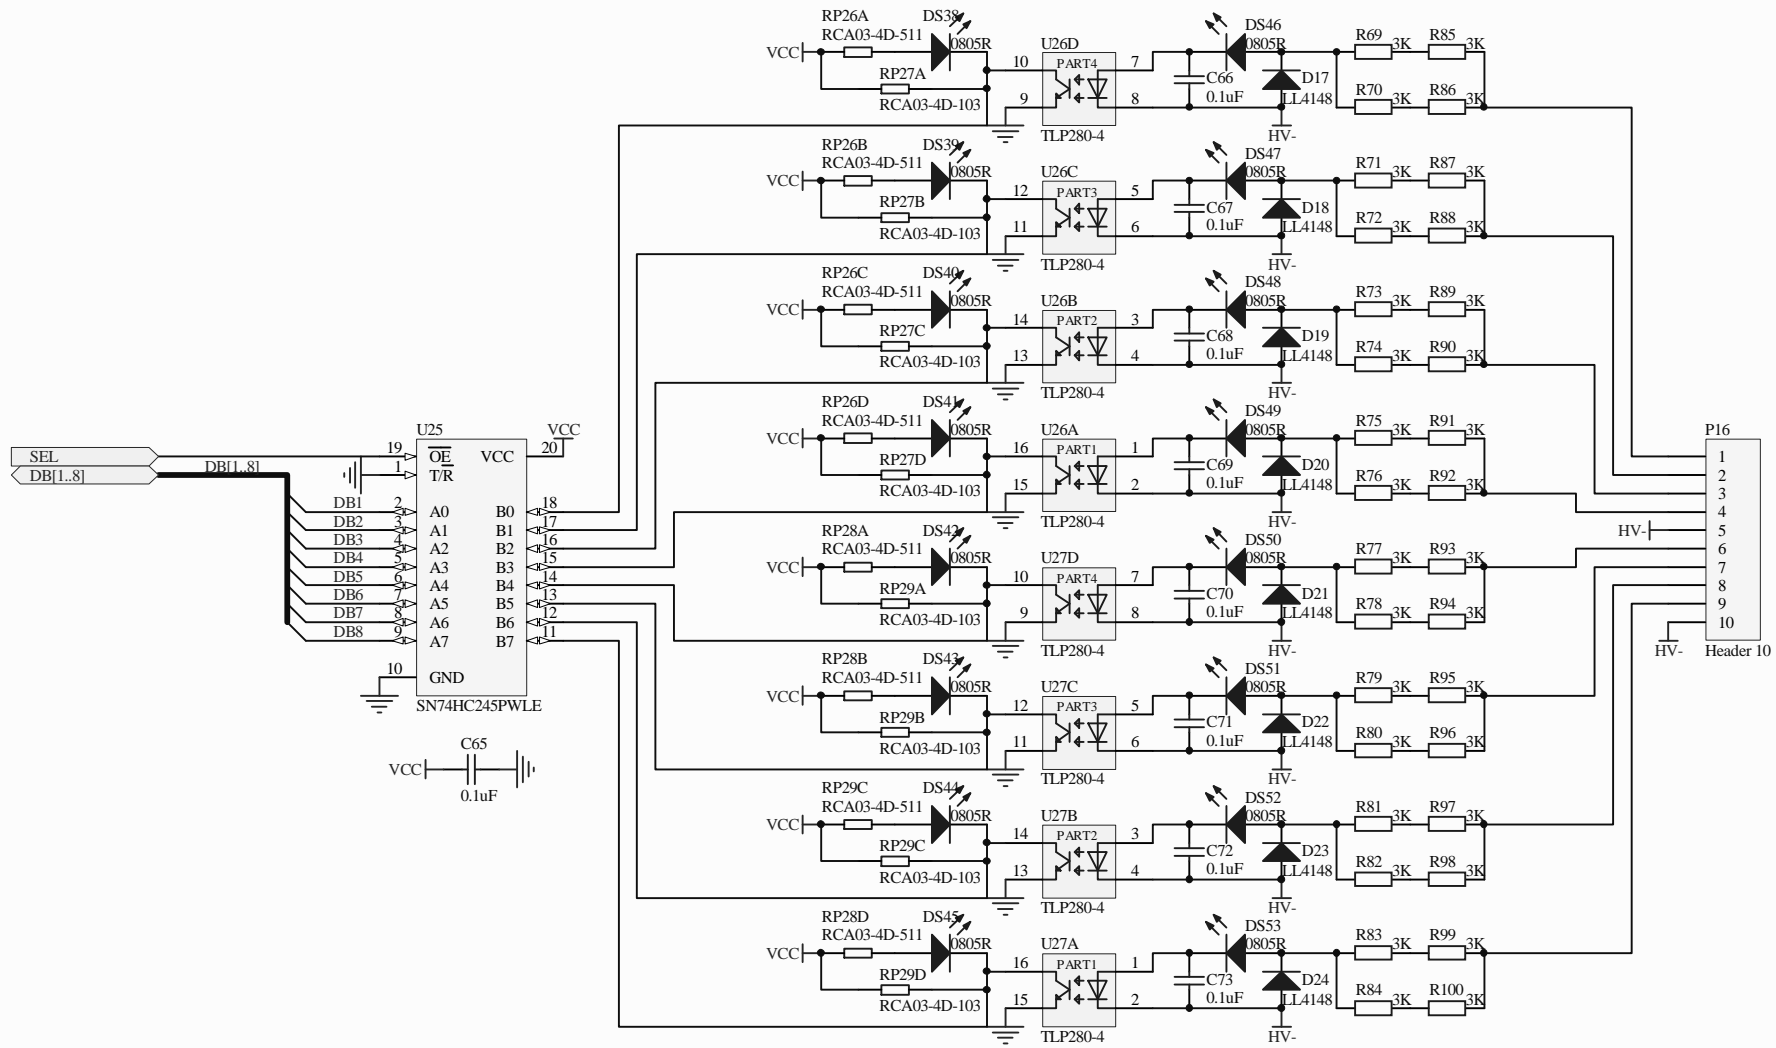 RP26A DS38
RCA03-4D-511
VCC 0805R
RP27A
RCA03-4D-103
U26D
10 PART4 7
9 8
TLP280-4
DS46
0805R
C66
0.1uF
D17
LL4148
HV-
R69 3K R85 3K
R70 3K R86 3K
RP26B DS39
RCA03-4D-511
VCC 0805R
RP27B
RCA03-4D-103
U26C
12 PART3 5
11 6
TLP280-4
DS47
0805R
C67
0.1uF
D18
LL4148
HV-
R71 3K R87 3K
R72 3K R88 3K
RP26C DS40
RCA03-4D-511
VCC 0805R
RP27C
RCA03-4D-103
U26B
14 PART2 3
13 4
TLP280-4
DS48
0805R
C68
0.1uF
D19
LL4148
HV-
R73 3K R89 3K
R74 3K R90 3K
RP26D DS41
RCA03-4D-511
VCC 0805R
RP27D
RCA03-4D-103
U26A
16 PART1 1
15 2
TLP280-4
DS49
0805R
C69
0.1uF
D20
LL4148
HV-
R75 3K R91 3K
R76 3K R92 3K
RP28A DS42
RCA03-4D-511
VCC 0805R
RP29A
RCA03-4D-103
U27D
10 PART4 7
9 8
TLP280-4
DS50
0805R
C70
0.1uF
D21
LL4148
HV-
R77 3K R93 3K
R78 3K R94 3K
RP28B DS43
RCA03-4D-511
VCC 0805R
RP29B
RCA03-4D-103
U27C
12 PART3 5
11 6
TLP280-4
DS51
0805R
C71
0.1uF
D22
LL4148
HV-
R79 3K R95 3K
R80 3K R96 3K
RP29C DS44
RCA03-4D-511
VCC 0805R
RP29C
RCA03-4D-103
U27B
14 PART2 3
13 4
TLP280-4
DS52
0805R
C72
0.1uF
D23
LL4148
HV-
R81 3K R97 3K
R82 3K R98 3K
RP28D DS45
RCA03-4D-511
VCC 0805R
RP29D
RCA03-4D-103
U27A
16 PART1 1
15 2
TLP280-4
DS53
0805R
C73
0.1uF
D24
LL4148
HV-
R83 3K R99 3K
R84 3K R100 3K
SEL
DB[1..8] DB[1..8]
U25
VCC
19 OE VCC 20
1 T/R
DB1 2 A0 B0 18
DB2 3 A1 B1 17
DB3 4 A2 B2 16
DB4 5 A3 B3 15
DB5 6 A4 B4 14
DB6 7 A5 B5 13
DB7 8 A6 B6 12
DB8 9 A7 B7 11
10 GND
SN74HC245PWLE
C65
VCC
0.1uF
P16
1
2
3
4
HV- 5
6
7
8
9
10
HV- Header 10